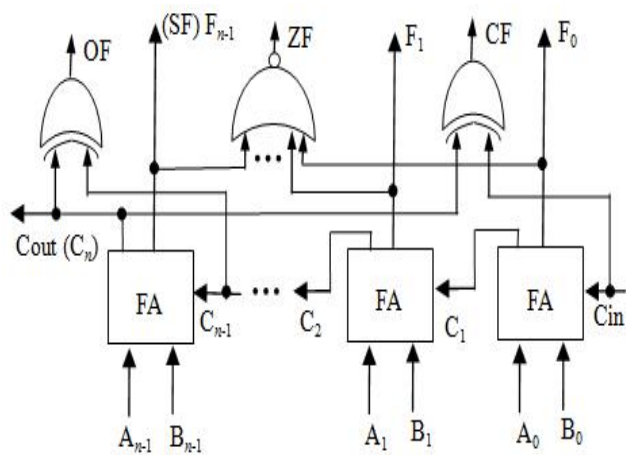 OF (SF) Fn-1 ZF F1 CF F0
Cout (Cn)
FA Cn-1 C2 FA C1 FA Cin
An-1 Bn-1 A1 B1 A0 B0